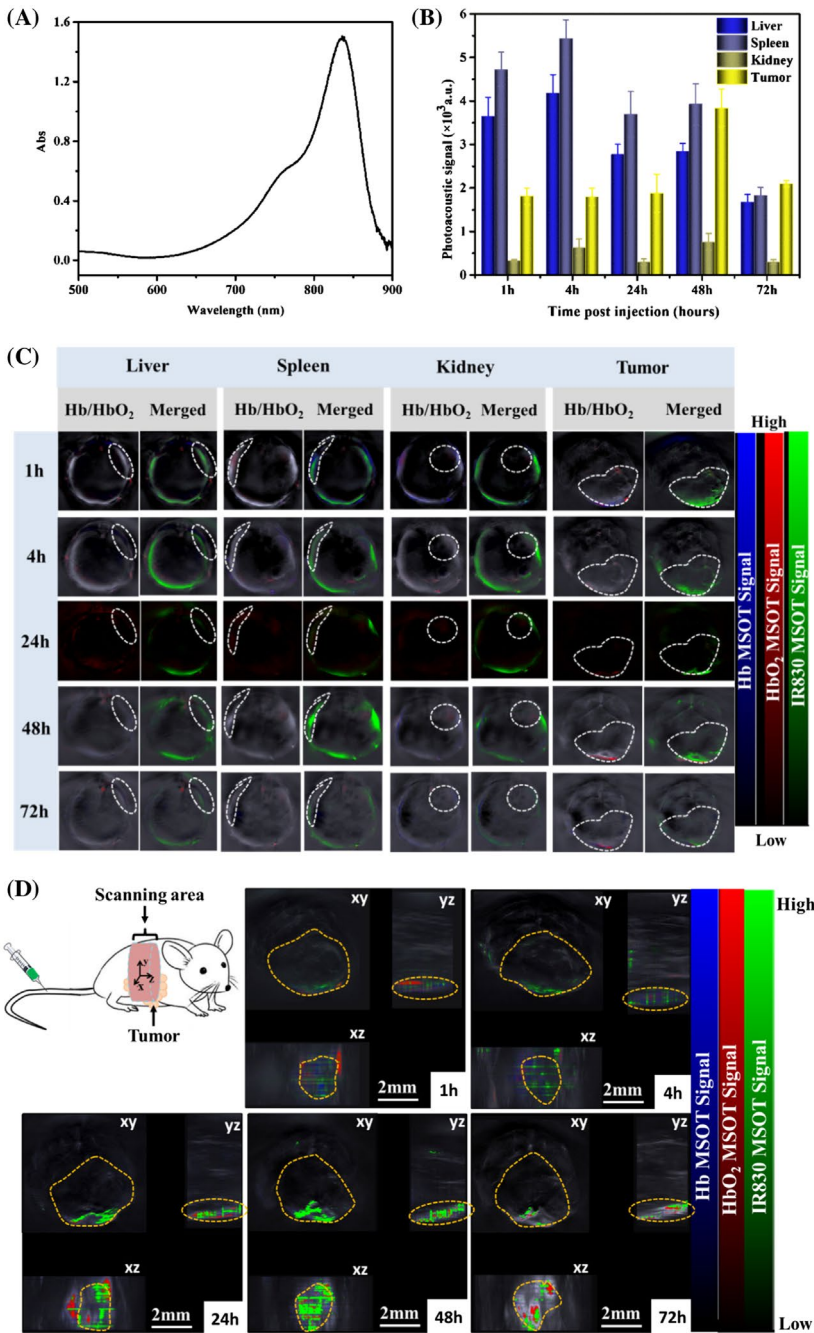 (A)
1.6
1.2
0.8
0.4
0.0
Abs
500 600 700 800 900
Wavelength (nm)
(B)
6
5
4
3
2
1
0
Photoacoustic signal (×10³a.u.)
Liver
Spleen
Kidney
Tumor
1h 4h 24h 48h 72h
Time post injection (hours)
(C)
Liver Spleen Kidney Tumor
Hb/HbO₂ Merged Hb/HbO₂ Merged Hb/HbO₂ Merged Hb/HbO₂ Merged
1h
4h
24h
48h
72h
High
Hb MSOT Signal
HbO₂ MSOT Signal
IR830 MSOT Signal
Low
(D)
Scanning area
y
z
x
Tumor
xy yz
xz
2mm 1h
xy yz
xz
2mm 4h
xy yz
xz
2mm 24h
xy yz
xz
2mm 48h
xy yz
xz
2mm 72h
High
Hb MSOT Signal
HbO₂ MSOT Signal
IR830 MSOT Signal
Low